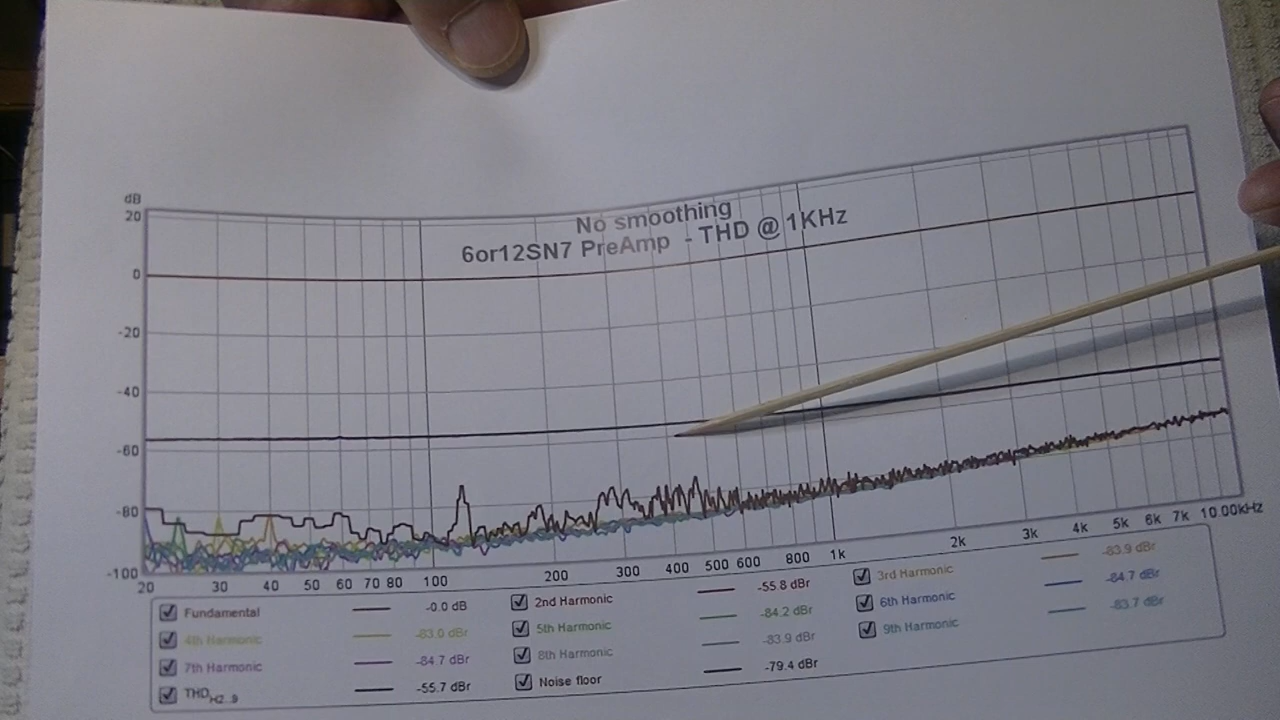 No smoothing
6or12SN7 PreAmp - THD @ 1KHz
dB
20
0
-20
-40
-60
-80
-100
20 30 40 50 60 70 80 100 200 300 400 500 600 800 1k 2k 3k 4k 5k 6k 7k 10.00kHz
Fundamental -0.0 dB 2nd Harmonic -55.8 dBr 3rd Harmonic -83.9 dBr
4th Harmonic -83.0 dBr 5th Harmonic -84.2 dBr 6th Harmonic -84.7 dBr
7th Harmonic -84.7 dBr 8th Harmonic -83.9 dBr 9th Harmonic -83.7 dBr
THD H2..9 -55.7 dBr Noise floor -79.4 dBr